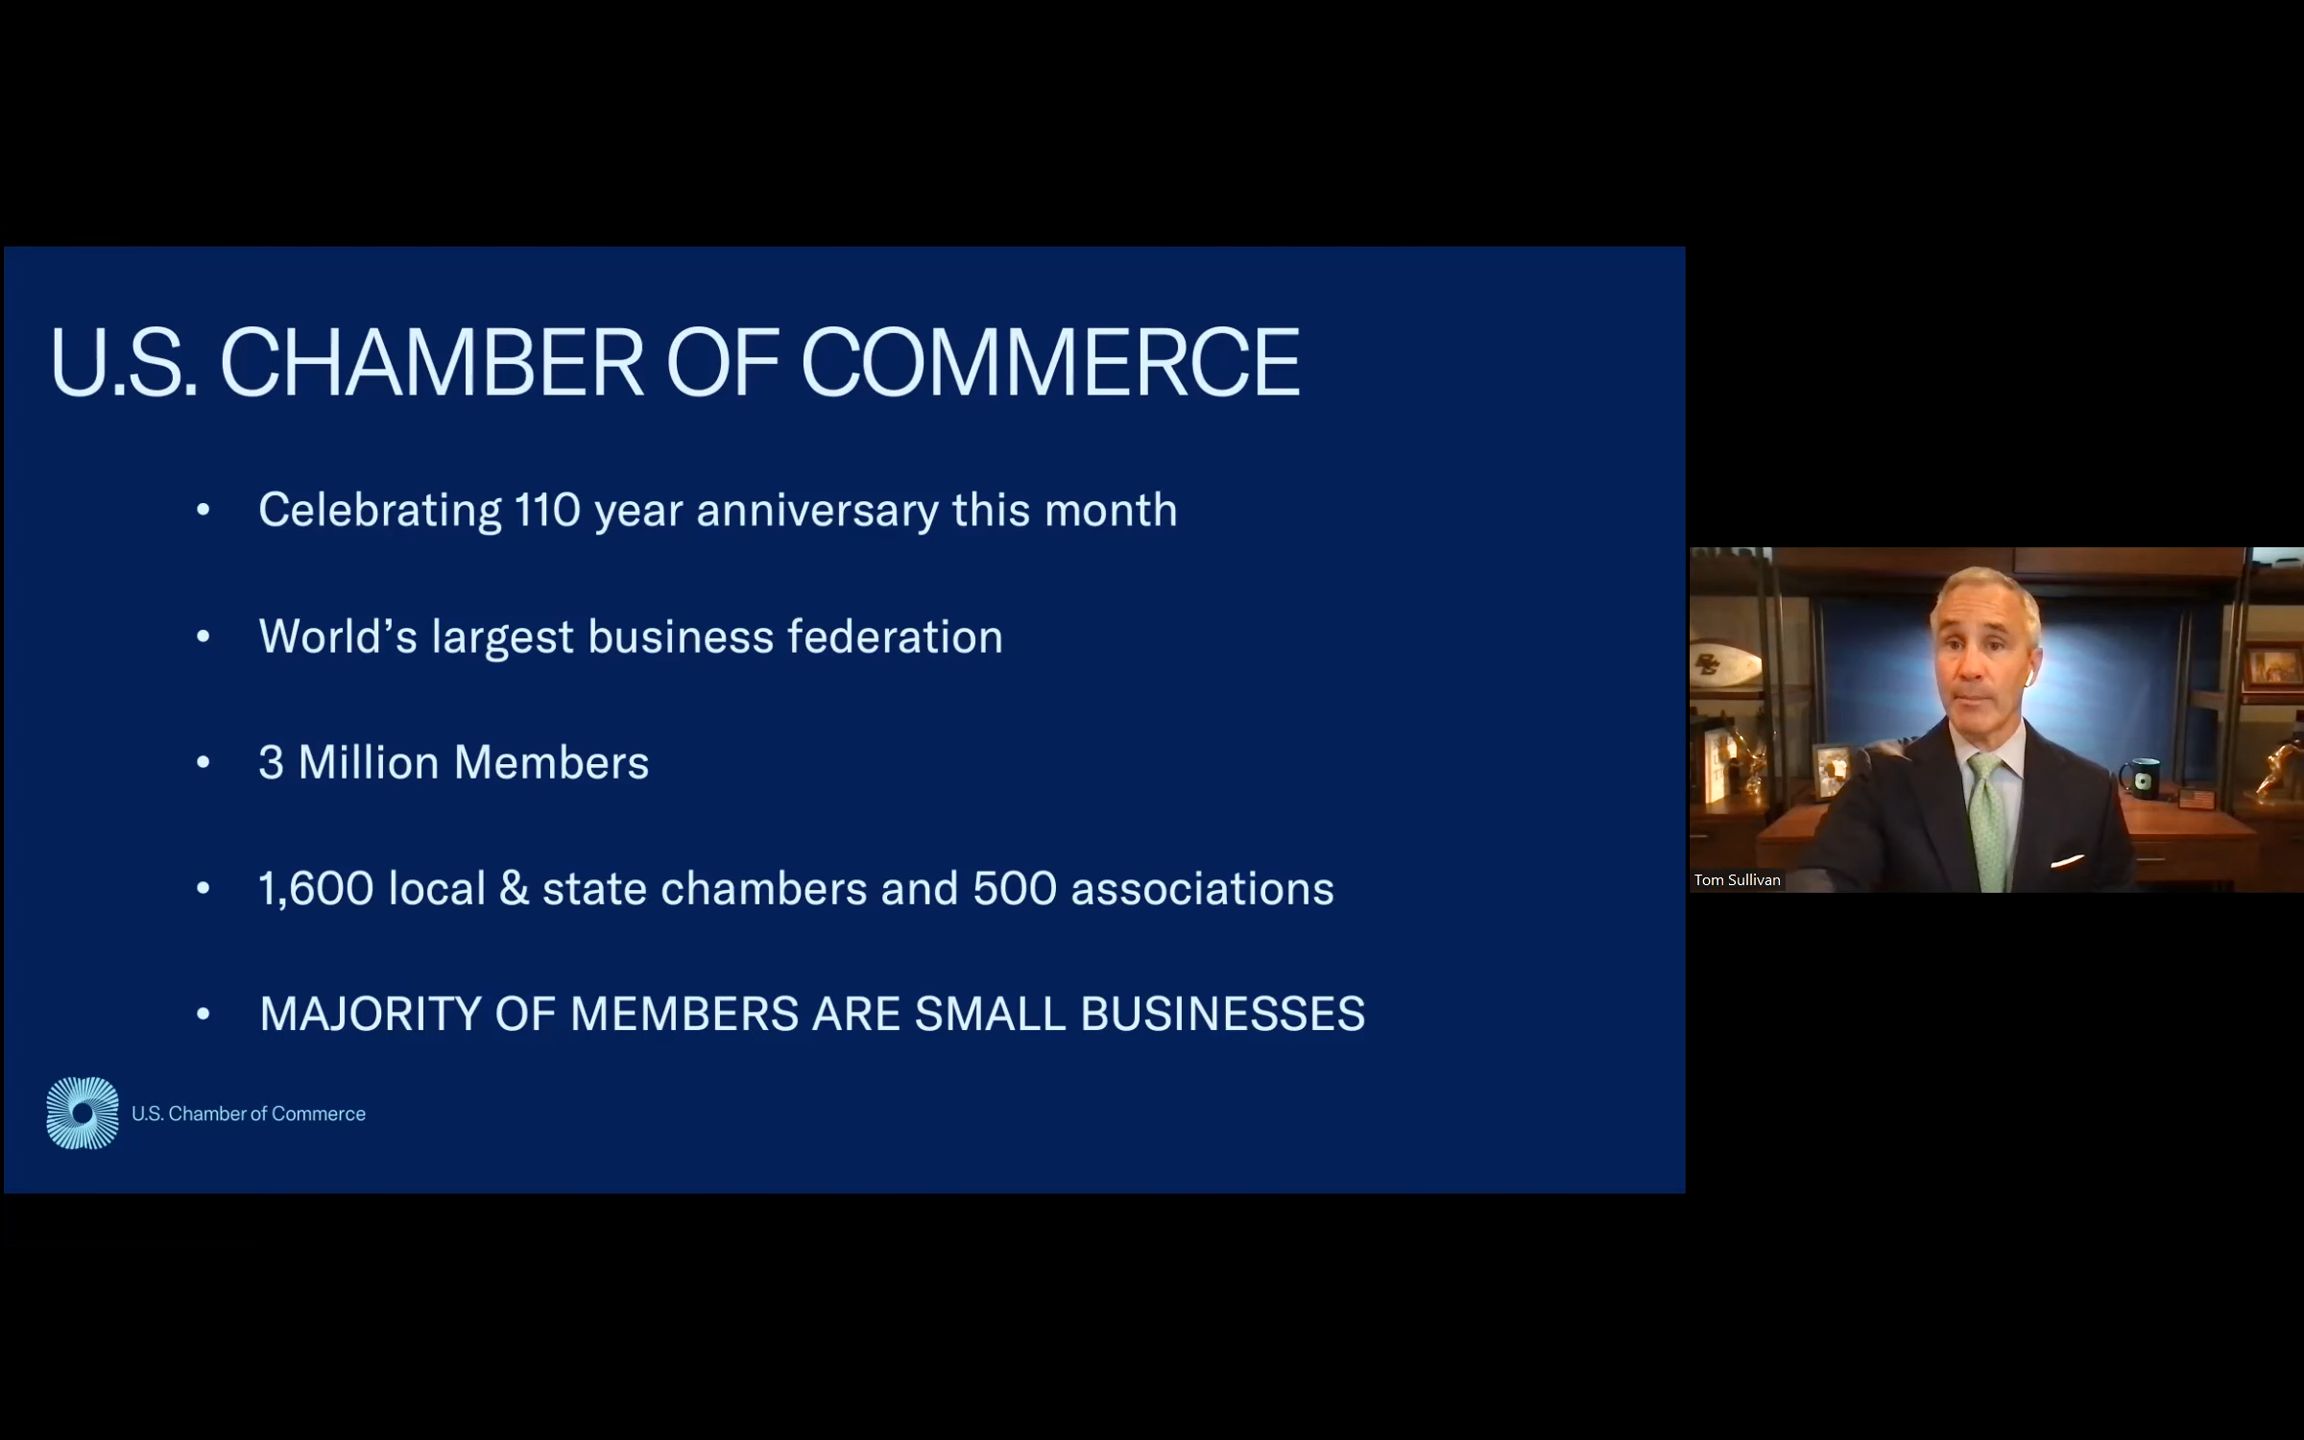 U.S. CHAMBER OF COMMERCE
• Celebrating 110 year anniversary this month
• World’s largest business federation
• 3 Million Members
• 1,600 local & state chambers and 500 associations
• MAJORITY OF MEMBERS ARE SMALL BUSINESSES
U.S. Chamber of Commerce
BC
Tom Sullivan